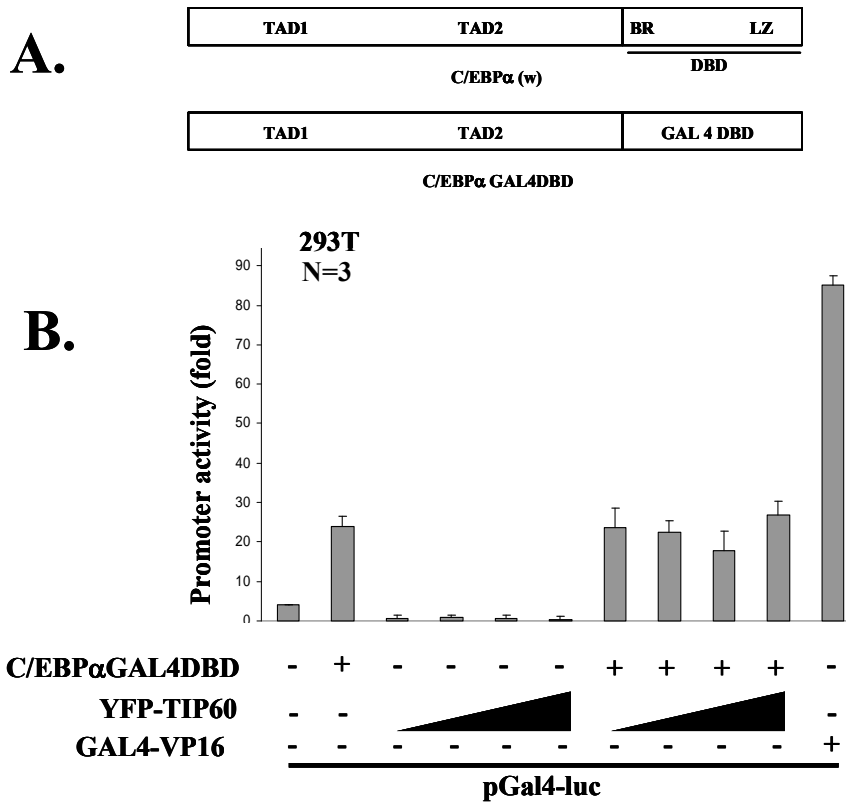 A.
TAD1 TAD2 BR LZ
DBD
C/EBPα (w)
TAD1 TAD2 GAL 4 DBD
C/EBPα GAL4DBD
B.
293T
N=3
Promoter activity (fold)
90
80
70
60
50
40
30
20
10
0
C/EBPαGAL4DBD - + - - - - + + + + -
YFP-TIP60 - - -
GAL4-VP16 - - - - - - - - - - +
pGal4-luc